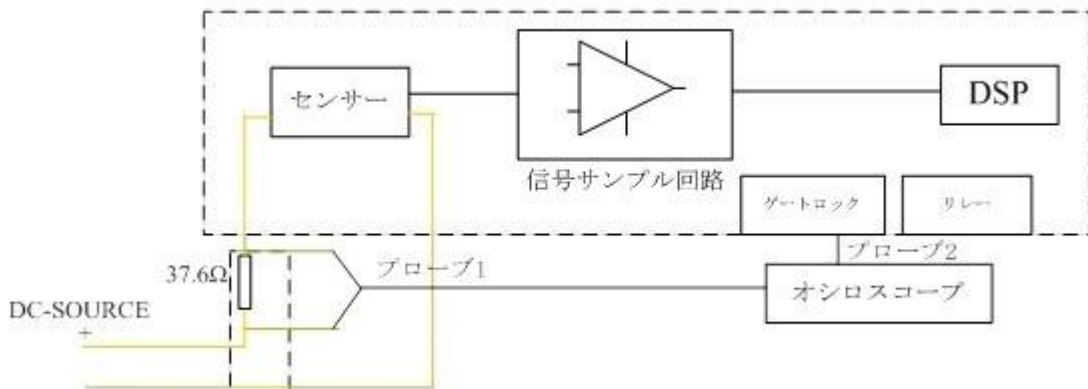 センサー
DSP
信号サンプル回路
ゲートロック
リレー
プローブ1
プローブ2
37.6Ω
オシロスコープ
DC-SOURCE
+